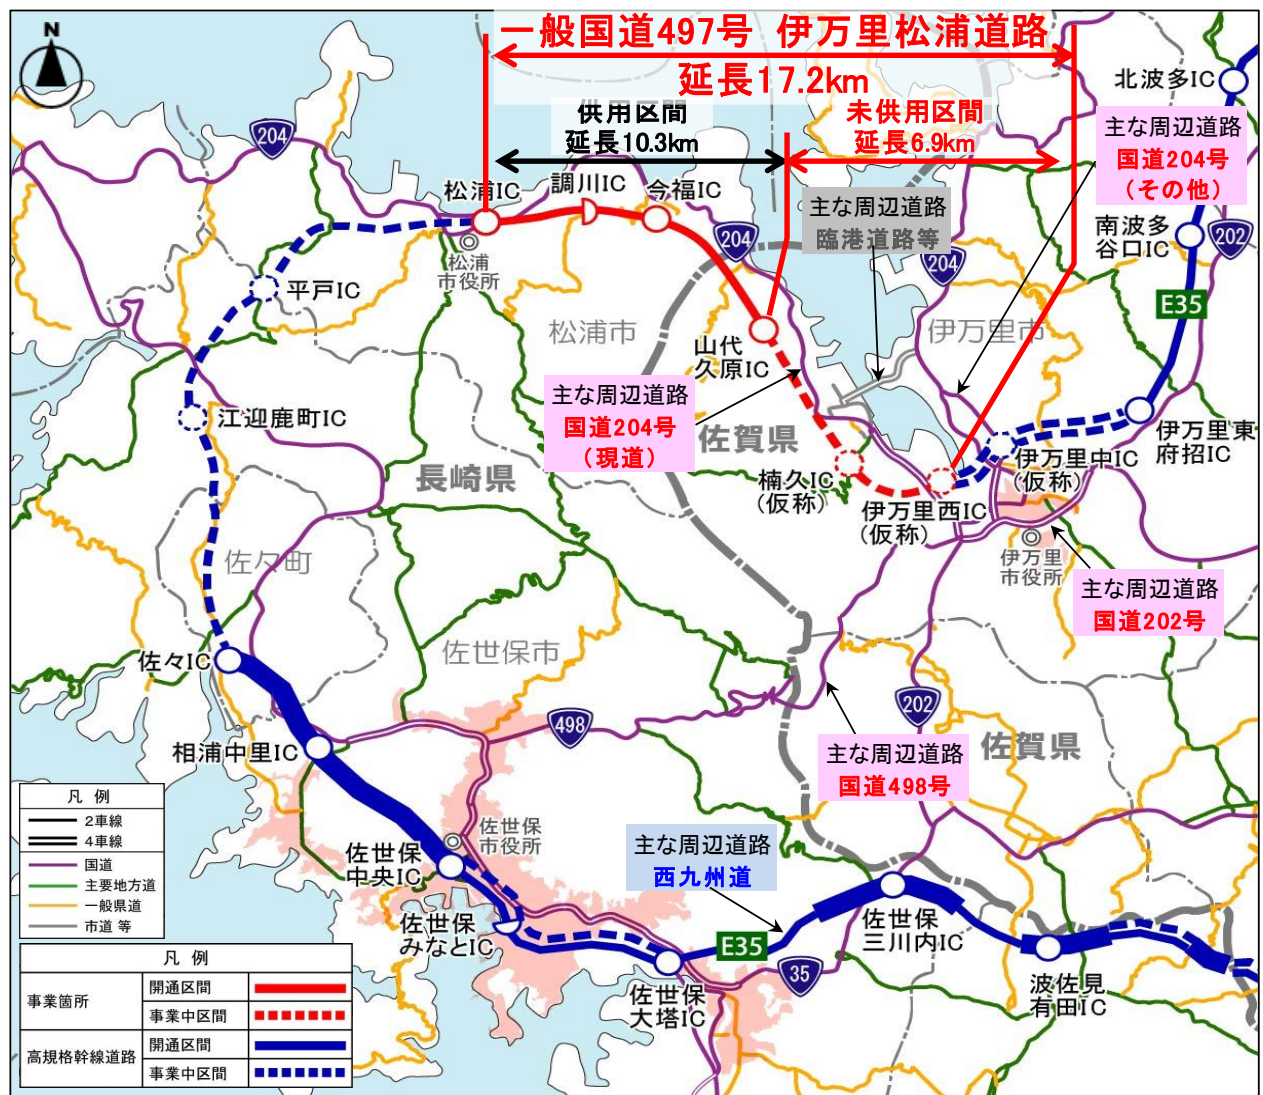 一般国道497号 伊万里松浦道路
延長17.2km
供用区間
延長10.3km
未供用区間
延長6.9km
N
北波多IC
主な周辺道路
国道204号
(その他)
204
松浦IC
調川IC
今福IC
主な周辺道路
臨港道路等
204
204
南波多
谷口IC
202
松浦
市役所
平戸IC
E35
松浦市
伊万里市
山代
久原IC
主な周辺道路
国道204号
(現道)
佐賀県
江迎鹿町IC
伊万里東
府招IC
伊万里中IC
(仮称)
楠久IC
(仮称)
伊万里西IC
(仮称)
長崎県
佐々町
伊万里
市役所
主な周辺道路
国道202号
佐々IC
佐世保市
202
498
相浦中里IC
主な周辺道路
国道498号
佐賀県
凡 例
2車線
4車線
国道
主要地方道
一般県道
市道 等
佐世保
市役所
佐世保
中央IC
主な周辺道路
西九州道
佐世保
みなとIC
佐世保
三川内IC
E35
35
佐世保
大塔IC
波佐見
有田IC
凡 例
事業箇所
開通区間
事業中区間
高規格幹線道路
開通区間
事業中区間